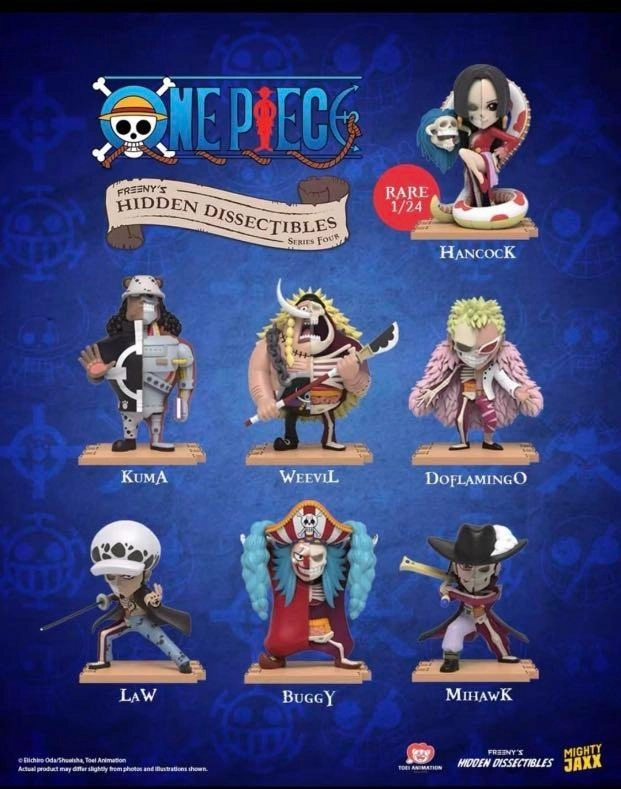 ONE PIECE
FREENY'S
HIDDEN DISSECTIBLES
SERIES FOUR
RARE
1/24
HANCOCK
KUMA
WEEVIL
DOFLAMINGO
LAW
BUGGY
MIHAWK
© Eiichiro Oda/Shueisha, Toei Animation
Actual product may differ slightly from photos and illustrations shown.
TOEI ANIMATION
FREENY'S
HIDDEN DISSECTIBLES
MIGHTY
JAXX